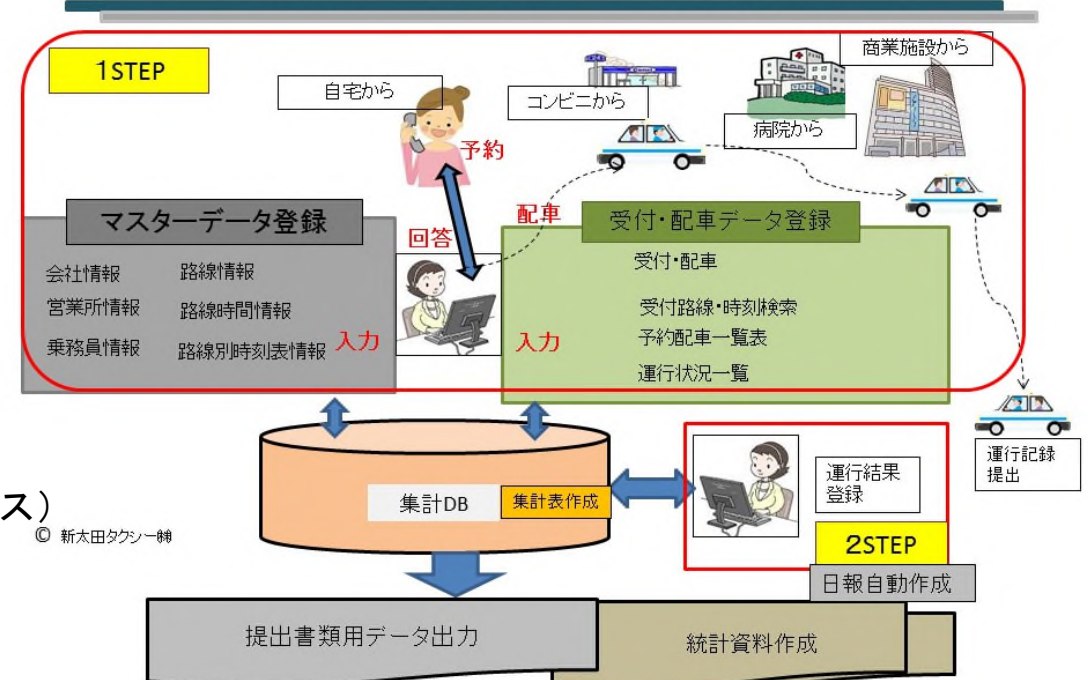 1STEP
自宅から
コンビニから
病院から
商業施設から
予約
マスターデータ登録
回答
配車
受付・配車データ登録
会社情報
路線情報
営業所情報
路線時間情報
乗務員情報
路線別時刻表情報
入力
入力
受付・配車
受付路線・時刻検索
予約配車一覧表
運行状況一覧
運行記録
提出
集計DB
集計表作成
運行結果
登録
2STEP
日報自動作成
ス）
© 新太田タクシー㈱
提出書類用データ出力
統計資料作成